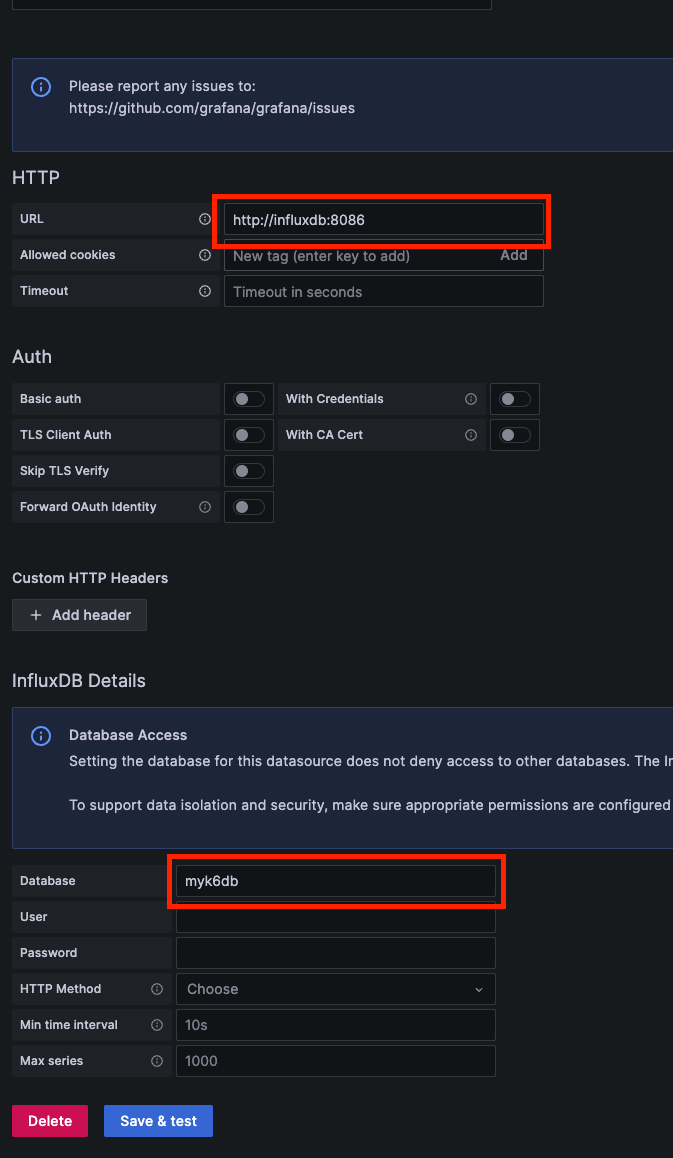 Please report any issues to:
https://github.com/grafana/grafana/issues
HTTP
URL http://influxdb:8086
Allowed cookies New tag (enter key to add) Add
Timeout Timeout in seconds
Auth
Basic auth With Credentials
TLS Client Auth With CA Cert
Skip TLS Verify
Forward OAuth Identity
Custom HTTP Headers
+ Add header
InfluxDB Details
Database Access
Setting the database for this datasource does not deny access to other databases. The
To support data isolation and security, make sure appropriate permissions are configured
Database myk6db
User
Password
HTTP Method Choose
Min time interval 10s
Max series 1000
Delete Save & test